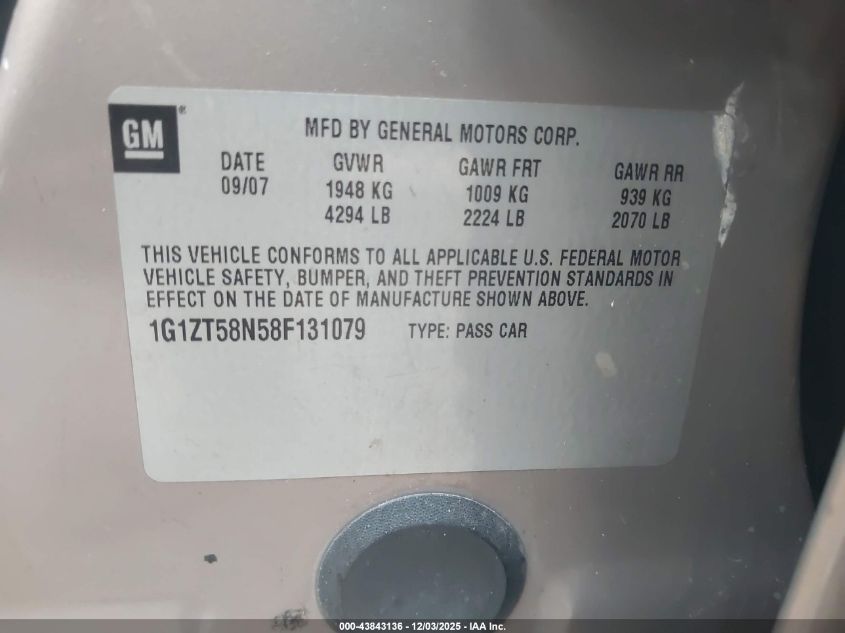 GM®
MFD BY GENERAL MOTORS CORP.
DATE GVWR GAWR FRT GAWR RR
09/07 1948 KG 1009 KG 939 KG
4294 LB 2224 LB 2070 LB
THIS VEHICLE CONFORMS TO ALL APPLICABLE U.S. FEDERAL MOTOR
VEHICLE SAFETY, BUMPER, AND THEFT PREVENTION STANDARDS IN
EFFECT ON THE DATE OF MANUFACTURE SHOWN ABOVE.
1G1ZT58N58F131079 TYPE: PASS CAR
000-43843136 - 12/03/2025 - IAA Inc.